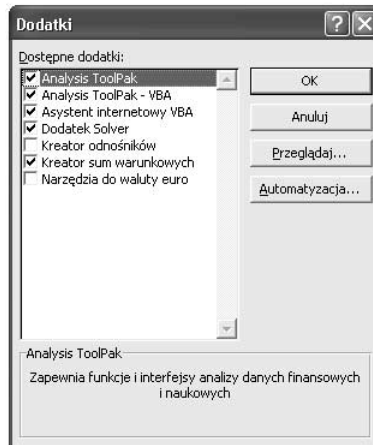 Dodatki
Dostępne dodatki:
Analysis ToolPak
Analysis ToolPak - VBA
Asystent internetowy VBA
Dodatek Solver
Kreator odnośników
Kreator sum warunkowych
Narzędzia do waluty euro
OK
Anuluj
Przeglądaj...
Automatyzacja...
Analysis ToolPak
Zapewnia funkcje i interfejsy analizy danych finansowych
i naukowych